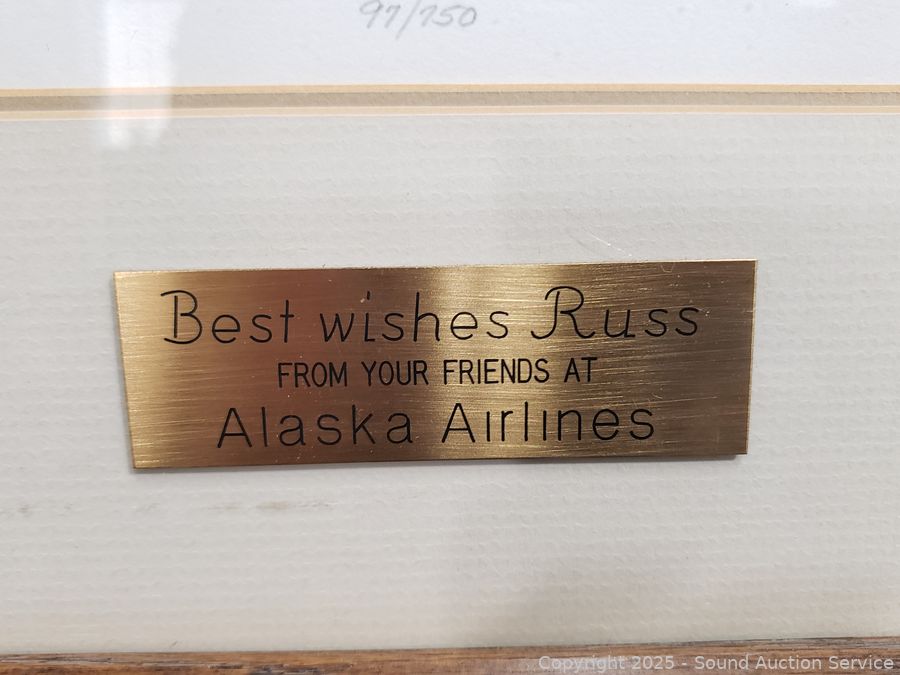 97/750
Best wishes Russ
FROM YOUR FRIENDS AT
Alaska Airlines
Copyright 2025 - Sound Auction Service